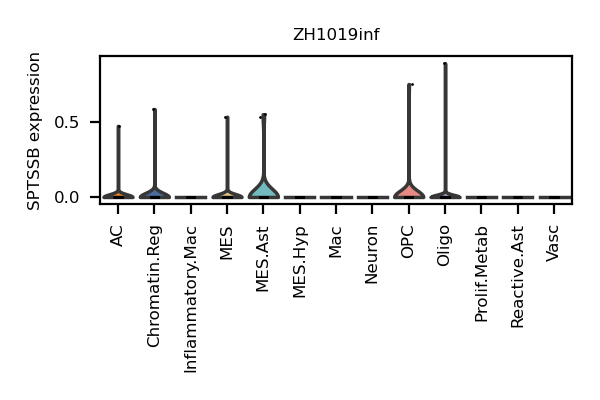 ZH1019inf
SPTSSB expression
0.5
0.0
AC
Chromatin.Reg
Inflammatory.Mac
MES
MES.Ast
MES.Hyp
Mac
Neuron
OPC
Oligo
Prolif.Metab
Reactive.Ast
Vasc